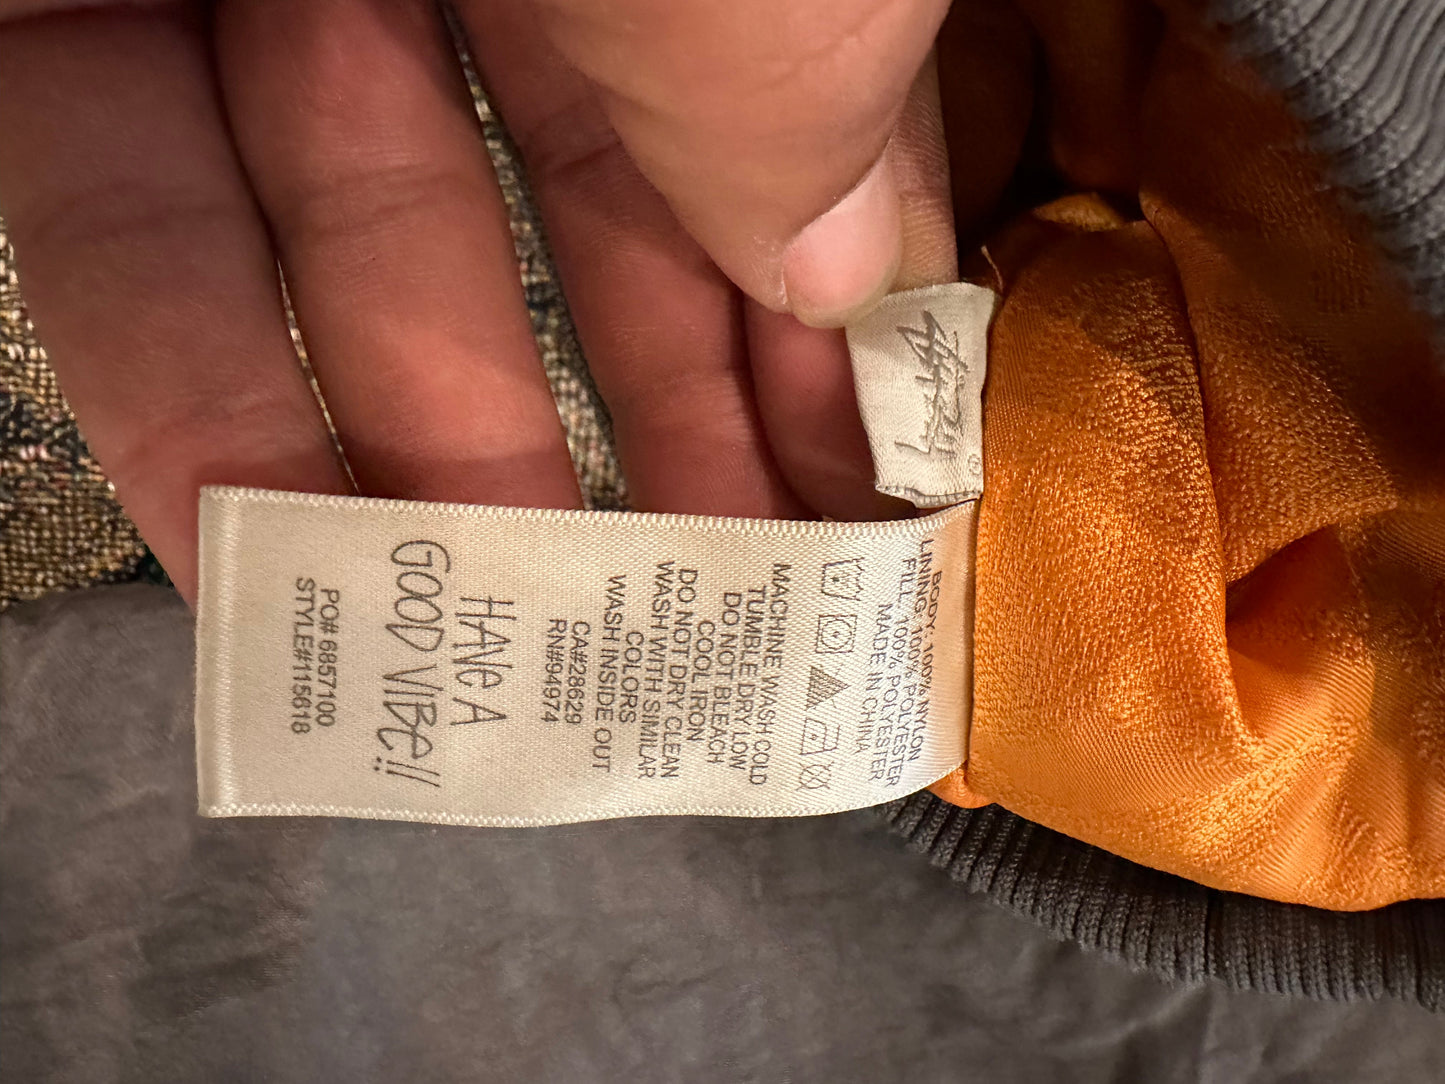 Stüssy ®
BODY: 100% NYLON
LINING: 100% POLYESTER
FILL: 100% POLYESTER
MADE IN CHINA
MACHINE WASH COLD
TUMBLE DRY LOW
DO NOT BLEACH
COOL IRON
DO NOT DRY CLEAN
WASH WITH SIMILAR
COLORS
WASH INSIDE OUT
CA#28629
RN#94974
HAVE A
GOOD VIBE!!
PO# 6857100
STYLE#115618